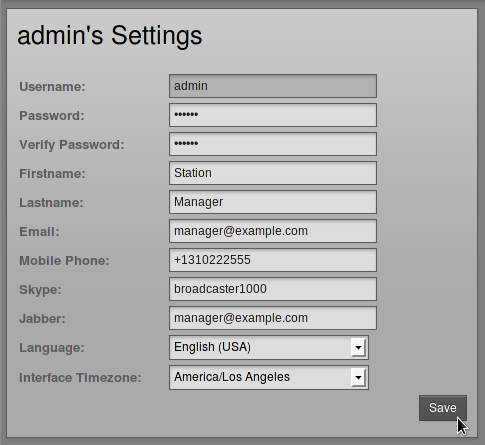 admin's Settings
Username: admin
Password: ••••••
Verify Password: ••••••
Firstname: Station
Lastname: Manager
Email: manager@example.com
Mobile Phone: +1310222555
Skype: broadcaster1000
Jabber: manager@example.com
Language: English (USA)
Interface Timezone: America/Los Angeles
Save